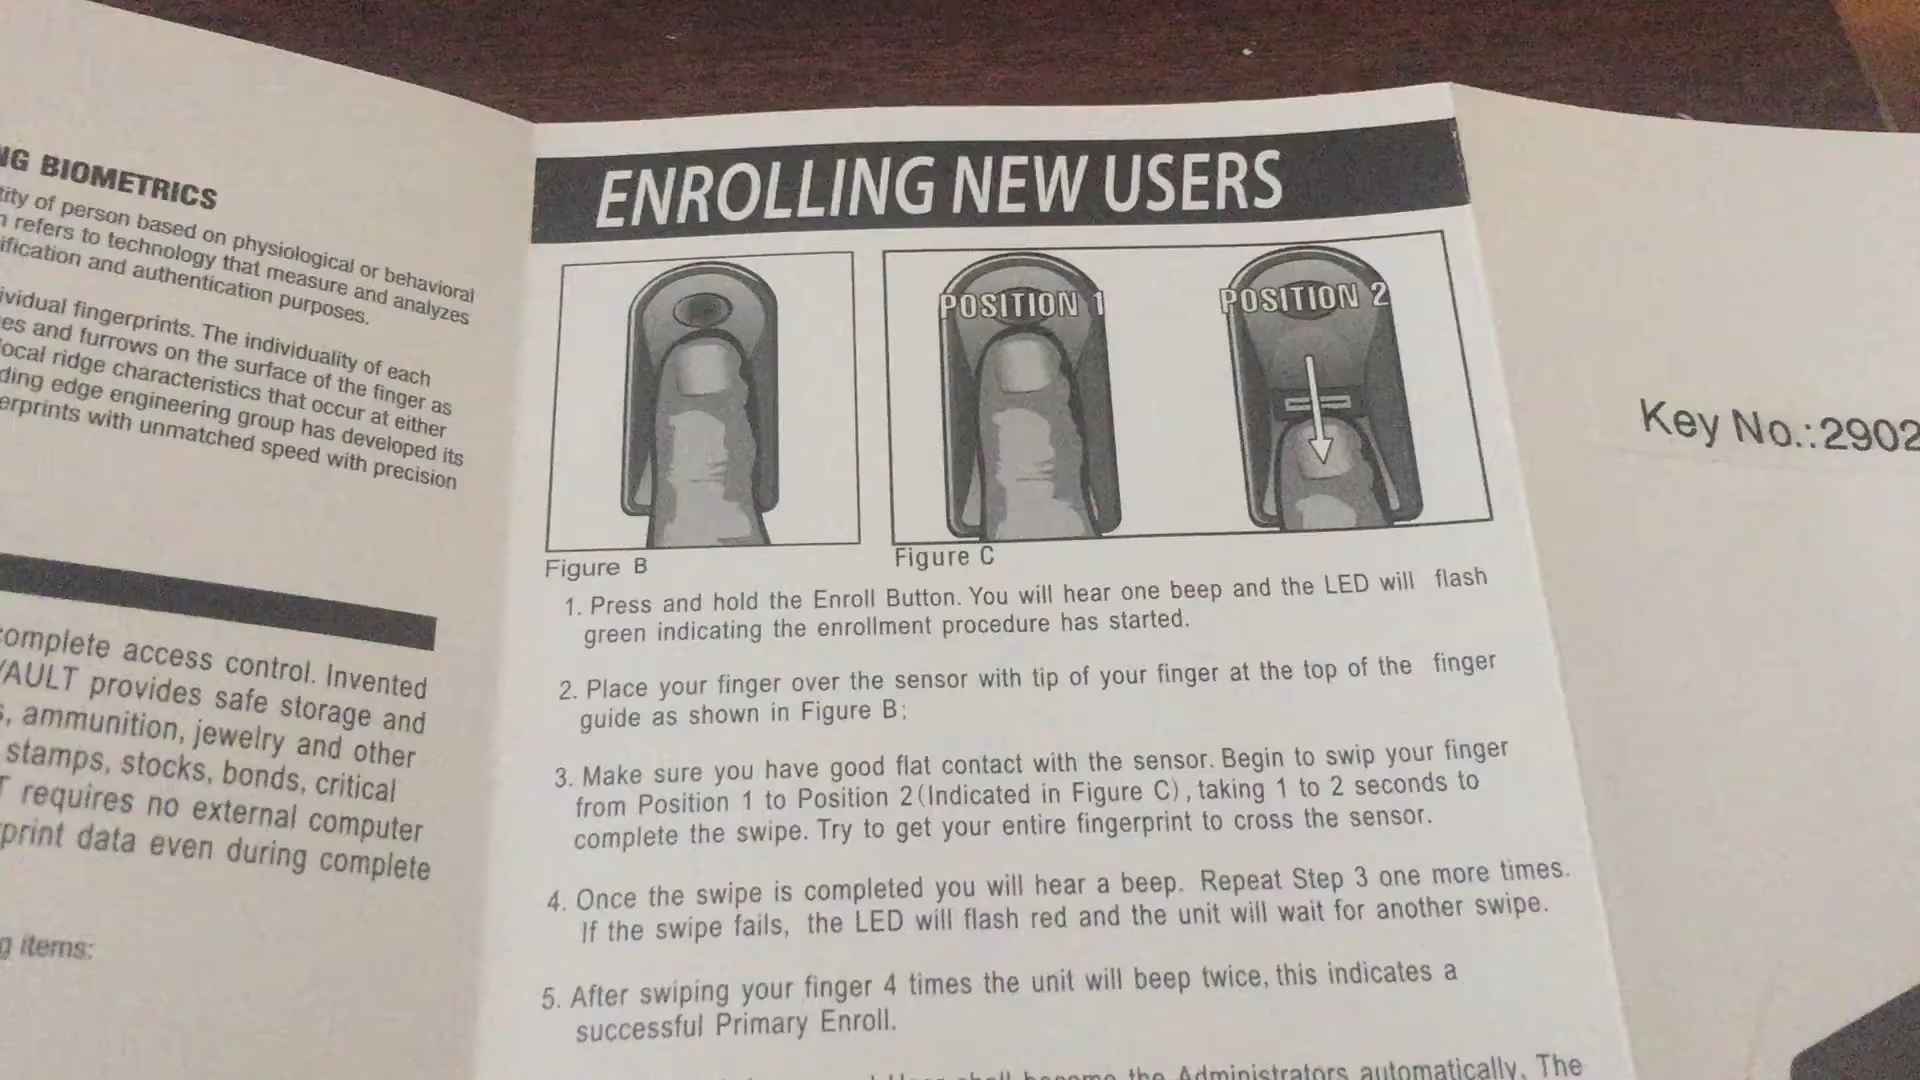 NG BIOMETRICS
tity of person based on physiological or behavioral
refers to technology that measure and analyzes
ification and authentication purposes.
ividual fingerprints. The individuality of each
es and furrows on the surface of the finger as
ocal ridge characteristics that occur at either
ding edge engineering group has developed its
erprints with unmatched speed with precision
complete access control. Invented
VAULT provides safe storage and
s, ammunition, jewelry and other
stamps, stocks, bonds, critical
T requires no external computer
print data even during complete
g items:
ENROLLING NEW USERS
POSITION 1
POSITION 2
Figure B
Figure C
1. Press and hold the Enroll Button. You will hear one beep and the LED will flash
green indicating the enrollment procedure has started.
2. Place your finger over the sensor with tip of your finger at the top of the finger
guide as shown in Figure B:
3. Make sure you have good flat contact with the sensor. Begin to swip your finger
from Position 1 to Position 2(Indicated in Figure C), taking 1 to 2 seconds to
complete the swipe. Try to get your entire fingerprint to cross the sensor.
4. Once the swipe is completed you will hear a beep. Repeat Step 3 one more times.
If the swipe fails, the LED will flash red and the unit will wait for another swipe.
5. After swiping your finger 4 times the unit will beep twice, this indicates a
successful Primary Enroll.
the Administrators automatically. The
Key No.:2902